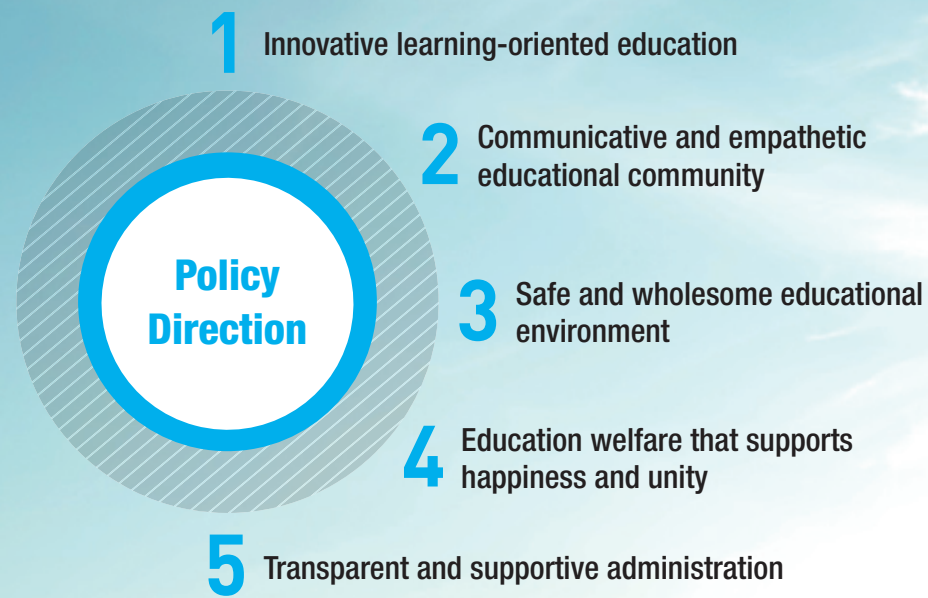 1 Innovative learning-oriented education
2 Communicative and empathetic
educational community
Policy
Direction
3 Safe and wholesome educational
environment
4 Education welfare that supports
happiness and unity
5 Transparent and supportive administration